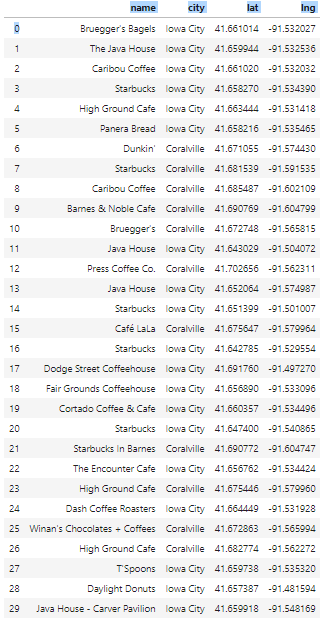 name city lat lng
0 Bruegger's Bagels Iowa City 41.661014 -91.532027
1 The Java House Iowa City 41.659944 -91.532536
2 Caribou Coffee Iowa City 41.661020 -91.532032
3 Starbucks Iowa City 41.658270 -91.534390
4 High Ground Cafe Iowa City 41.663444 -91.531418
5 Panera Bread Iowa City 41.658216 -91.535465
6 Dunkin' Coralville 41.671055 -91.574430
7 Starbucks Coralville 41.681539 -91.591535
8 Caribou Coffee Coralville 41.685487 -91.602109
9 Barnes & Noble Cafe Coralville 41.690769 -91.604799
10 Bruegger's Coralville 41.672748 -91.565815
11 Java House Iowa City 41.643029 -91.504072
12 Press Coffee Co. Coralville 41.702656 -91.562311
13 Java House Iowa City 41.652064 -91.574987
14 Starbucks Iowa City 41.651399 -91.501007
15 Café LaLa Coralville 41.675647 -91.579964
16 Starbucks Iowa City 41.642785 -91.529554
17 Dodge Street Coffeehouse Iowa City 41.691760 -91.497270
18 Fair Grounds Coffeehouse Iowa City 41.656890 -91.533096
19 Cortado Coffee & Cafe Iowa City 41.660357 -91.534496
20 Starbucks Iowa City 41.647400 -91.540865
21 Starbucks In Barnes Coralville 41.690772 -91.604747
22 The Encounter Cafe Iowa City 41.656762 -91.534424
23 High Ground Cafe Coralville 41.675446 -91.579960
24 Dash Coffee Roasters Iowa City 41.664449 -91.531928
25 Winan's Chocolates + Coffees Coralville 41.672863 -91.565994
26 High Ground Cafe Coralville 41.682774 -91.562272
27 T'Spoons Iowa City 41.659738 -91.535320
28 Daylight Donuts Iowa City 41.657387 -91.481594
29 Java House - Carver Pavilion Iowa City 41.659918 -91.548169